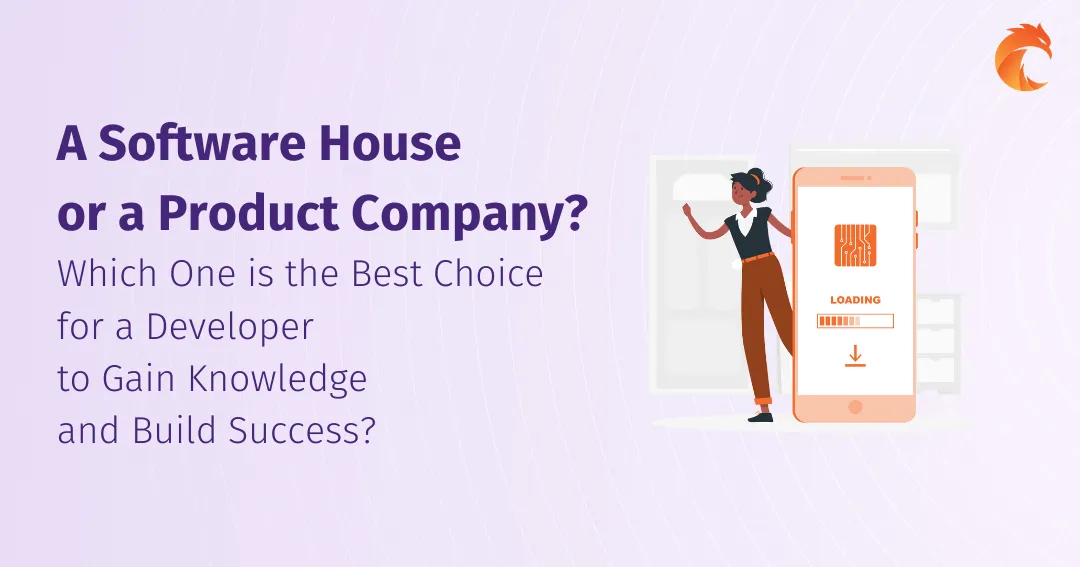 A Software House
or a Product Company?
Which One is the Best Choice
for a Developer
to Gain Knowledge
and Build Success?
LOADING